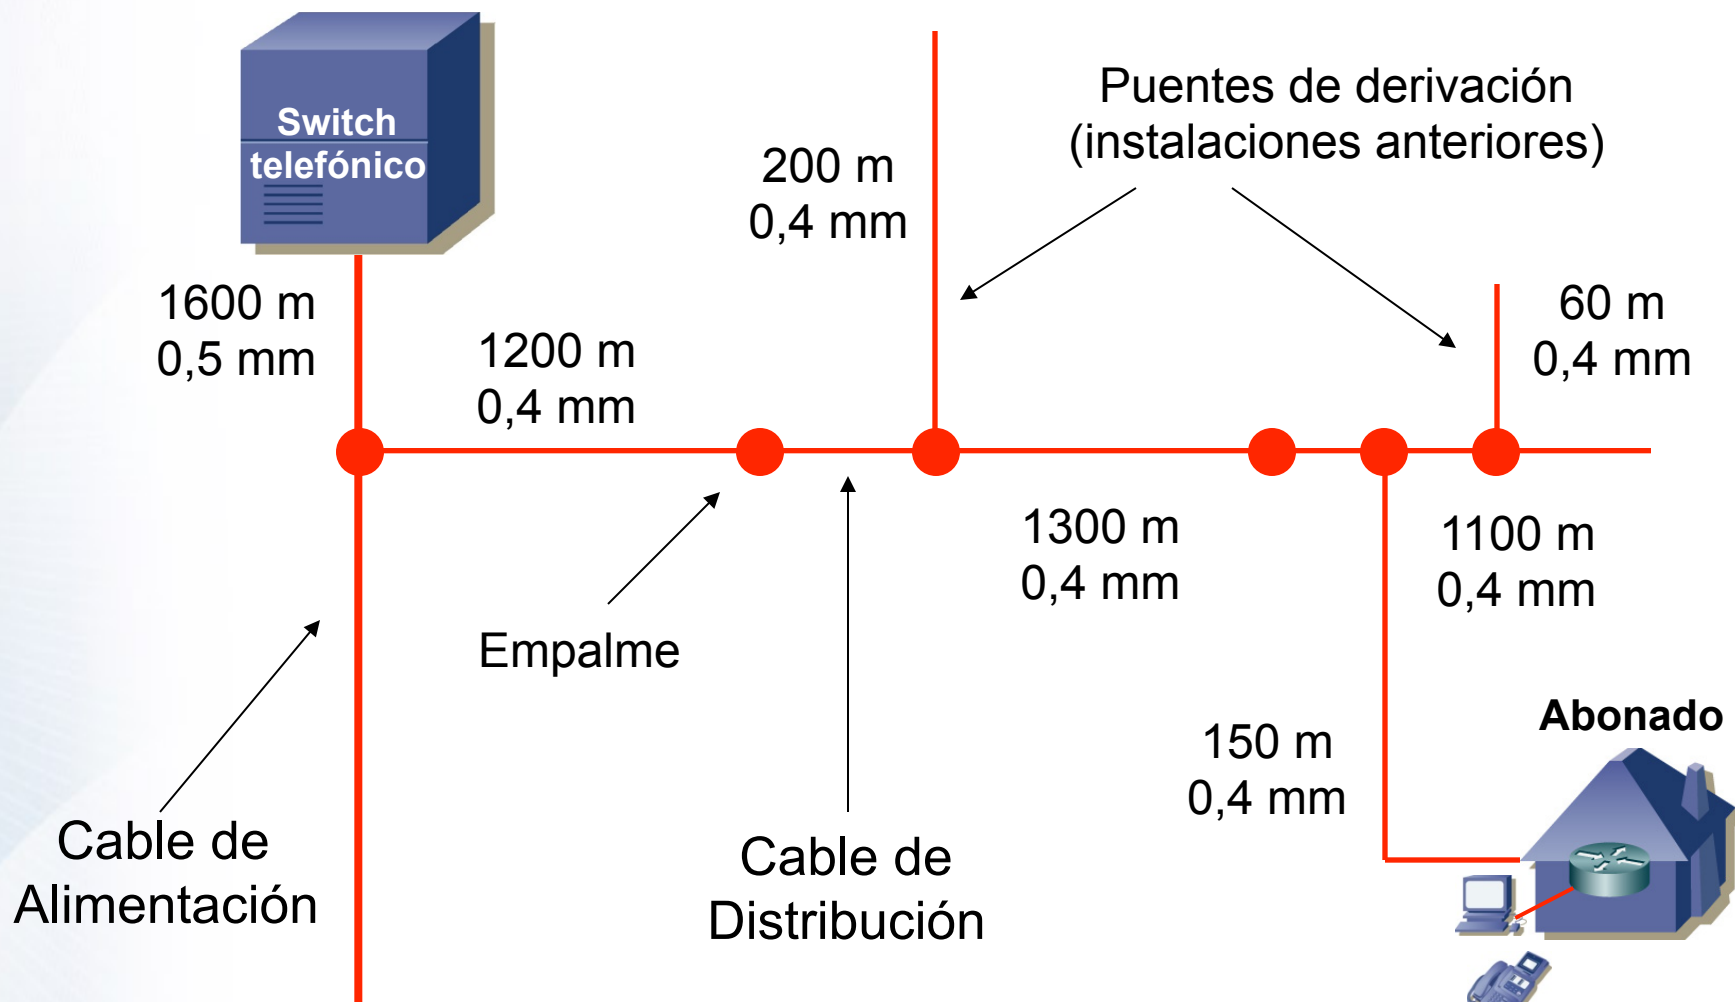 Switch
telefónico
Puentes de derivación
(instalaciones anteriores)
200 m
0,4 mm
1600 m
0,5 mm
1200 m
0,4 mm
60 m
0,4 mm
1300 m
0,4 mm
1100 m
0,4 mm
Empalme
Abonado
150 m
0,4 mm
Cable de
Alimentación
Cable de
Distribución